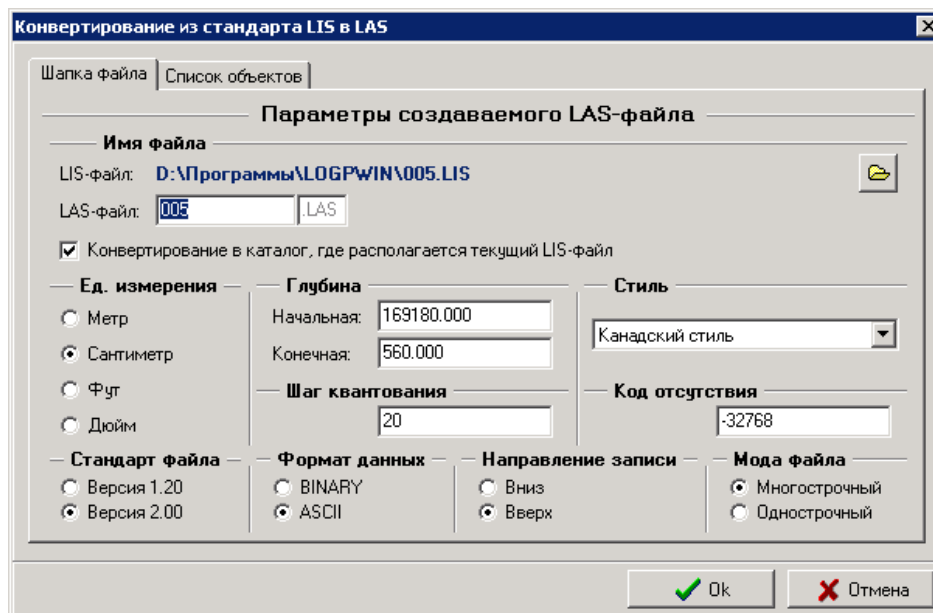 Конвертирование из стандарта LIS в LAS
Шапка файла Список объектов
Параметры создаваемого LAS-файла
Имя файла
LIS-файл: D:\Программы\LOGPWIN\005.LIS
LAS-файл: 005 .LAS
Конвертирование в каталог, где располагается текущий LIS-файл
Ед. измерения Глубина Стиль
Метр Начальная: 169180.000
Канадский стиль
Сантиметр Конечная: 560.000
Фут Шаг квантования Код отсутствия
Дюйм 20 -32768
Стандарт файла Формат данных Направление записи Мода файла
Версия 1.20 BINARY Вниз Многострочный
Версия 2.00 ASCII Вверх Однострочный
Ok Отмена